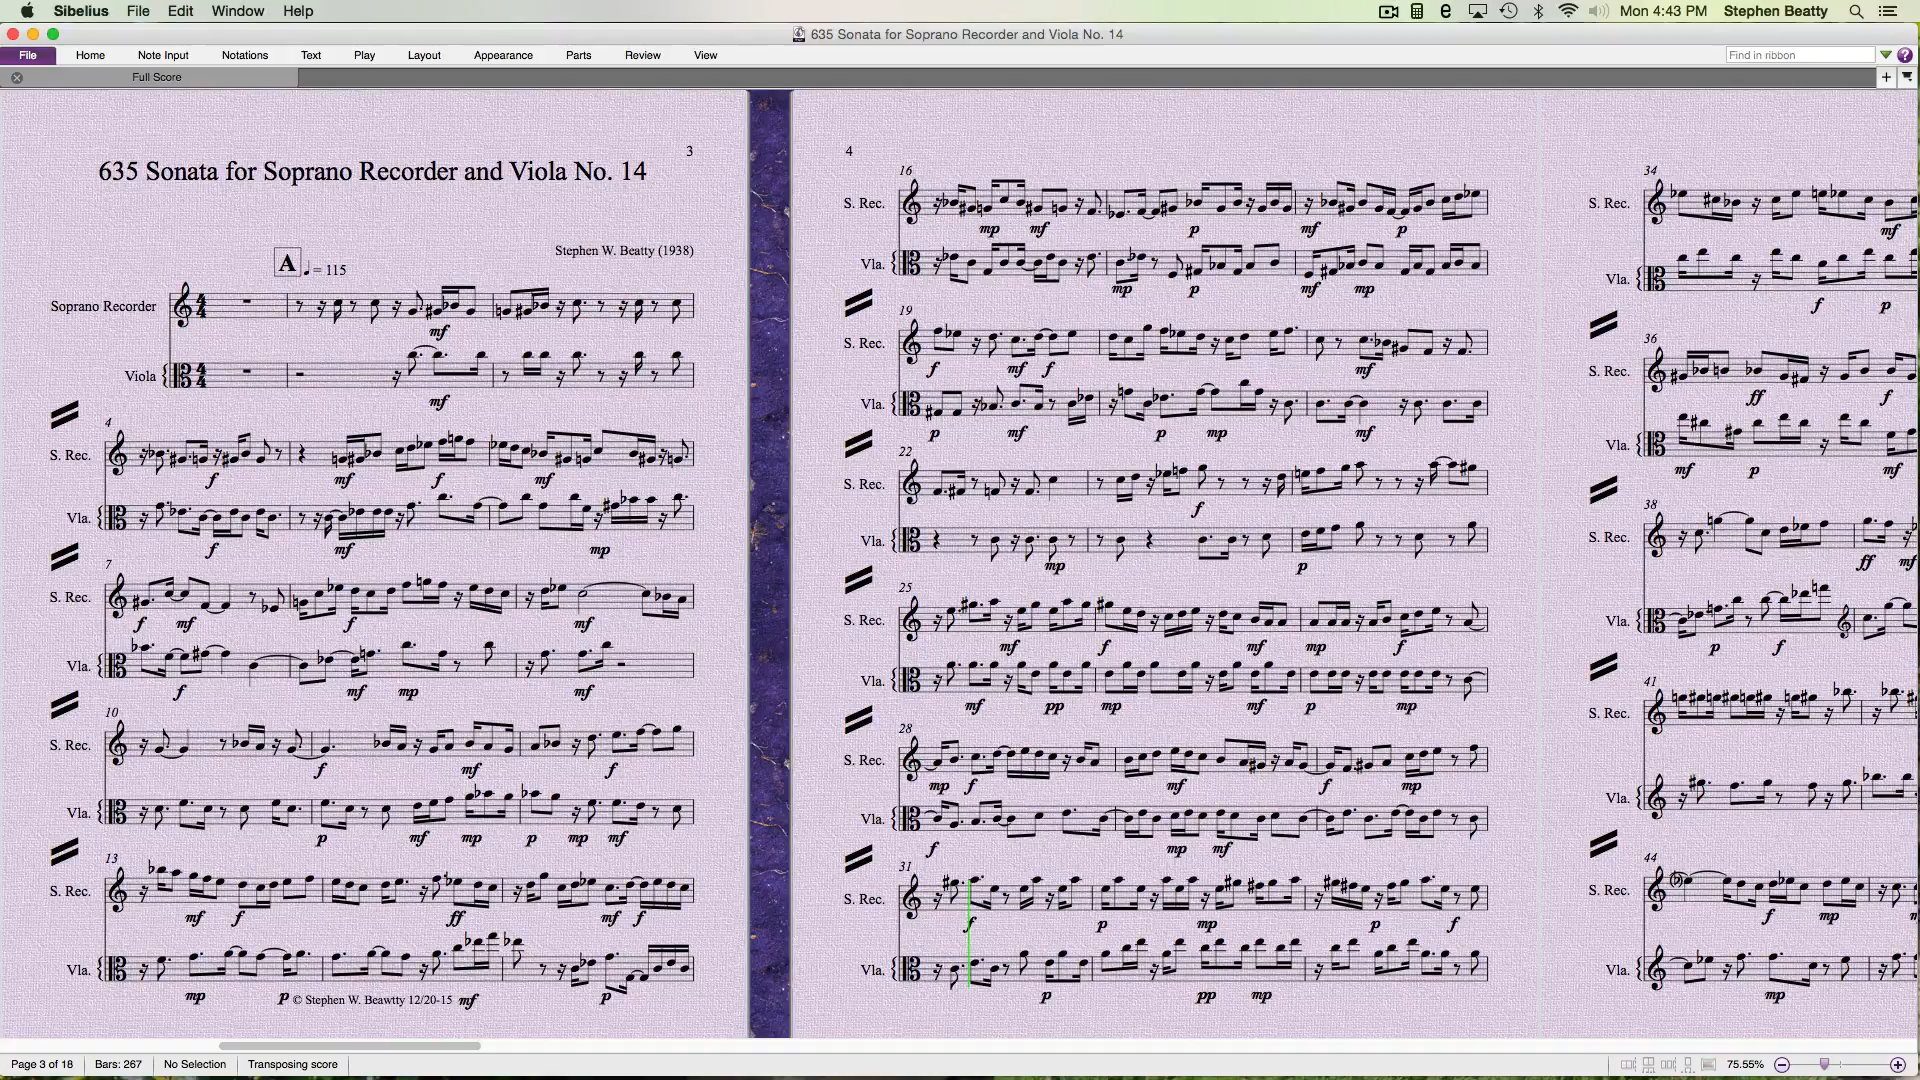 Sibelius File Edit Window Help Mon 4:43 PM Stephen Beatty
635 Sonata for Soprano Recorder and Viola No. 14
File Home Note Input Notations Text Play Layout Appearance Parts Review View Find in ribbon
Full Score
3
635 Sonata for Soprano Recorder and Viola No. 14
Stephen W. Beatty (1938)
A = 115
Soprano Recorder 4 4
mf
Viola 4 4
mf
4
S. Rec.
f mf f mf
Vla.
f mf mp
7
S. Rec.
f mf f mf
Vla.
f mf mp mf
10
S. Rec.
f mf f
Vla.
p mf mp p mp mf
13
S. Rec.
mf f ff mf f
Vla.
mp p mf p
© Stephen W. Beawtty 12/20-15
4
16
S. Rec.
mp mf p mf p
Vla.
mp p mf mp
19
S. Rec.
f mf f mf
Vla.
p mf p mp mf
22
S. Rec.
f
Vla.
mp p
25
S. Rec.
mf f mf mp f
Vla.
mf pp mp mf p mp
28
S. Rec.
mp f mf f mp
Vla.
f mp mf
31
S. Rec.
f p mp p f
Vla.
p pp mp
34
S. Rec.
mf
Vla.
f p
36
S. Rec.
ff f
Vla.
mf p mf
38
S. Rec.
ff mf
Vla.
p f
41
S. Rec.
Vla.
44
S. Rec.
f mp
Vla.
mp
Page 3 of 18 Bars: 267 No Selection Transposing score 75.55%